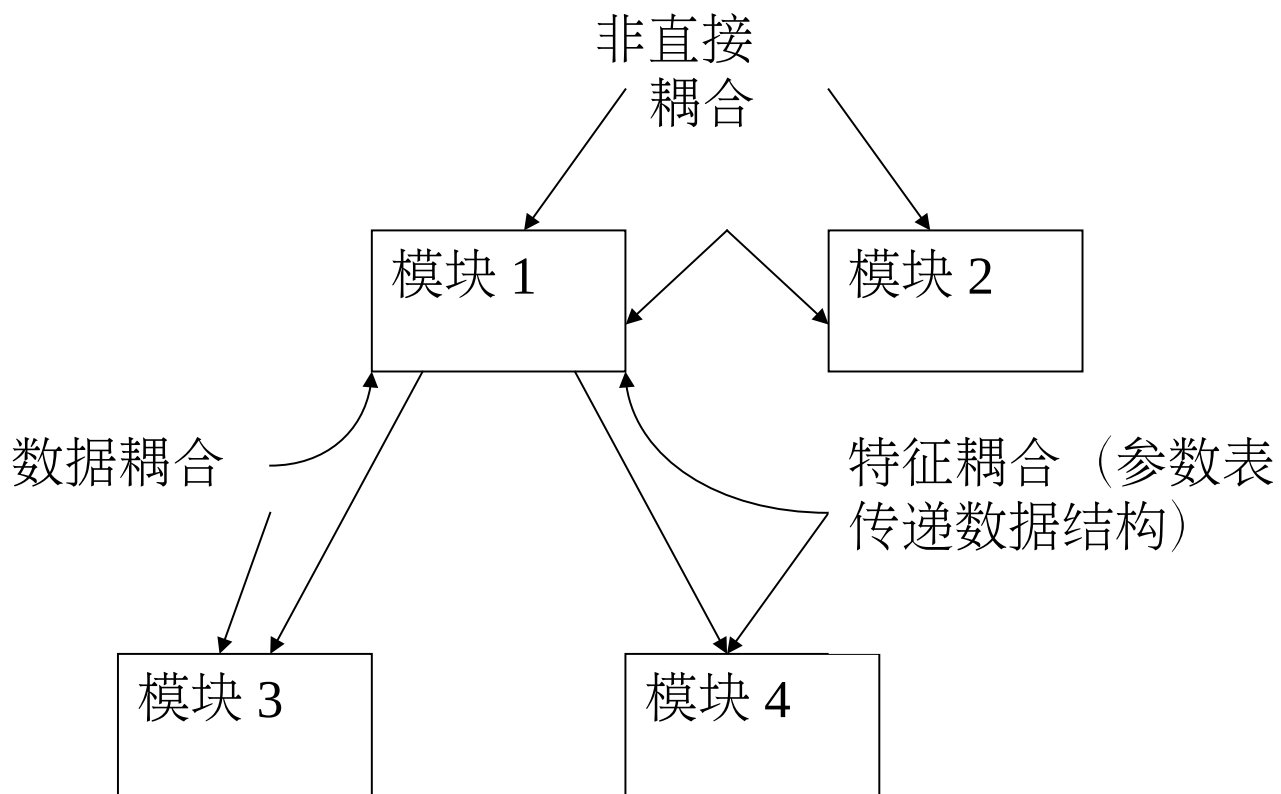 非直接
耦合
模块 1
模块 2
数据耦合
特征耦合（参数表
传递数据结构）
模块 3
模块 4